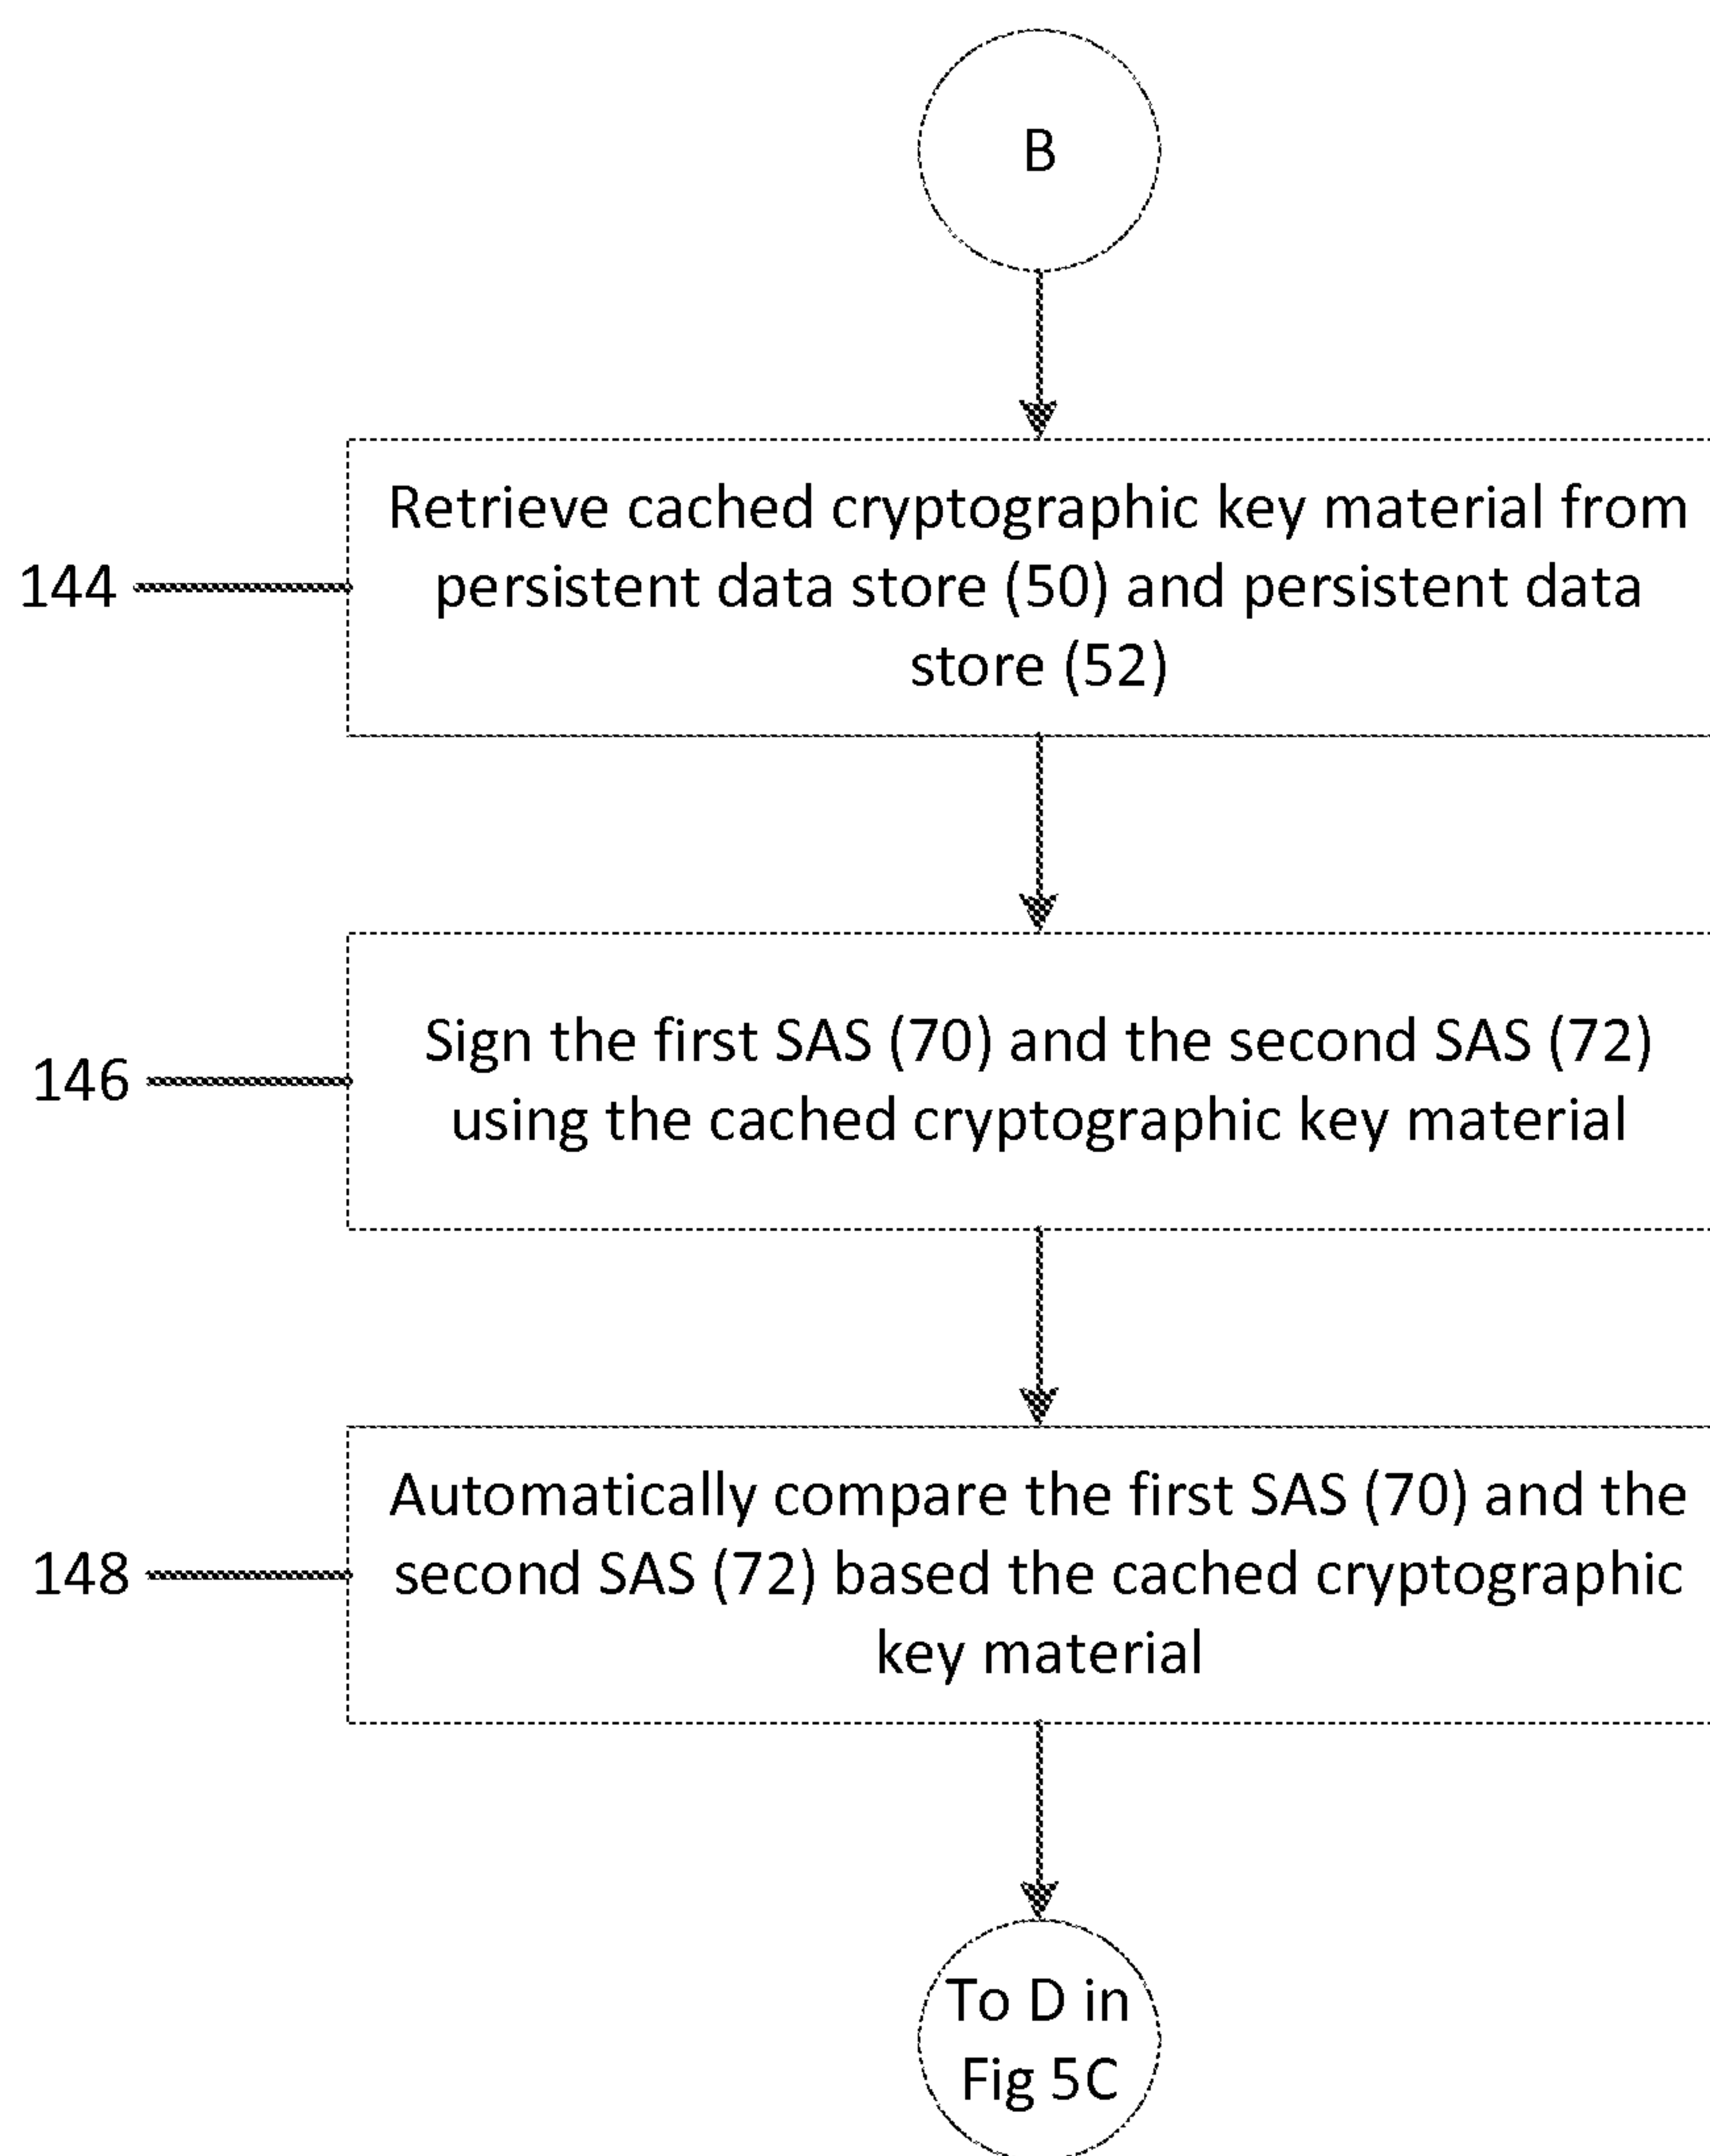 B
Retrieve cached cryptographic key material from
144
persistent data store (50) and persistent data
store (52)
Sign the first SAS (70) and the second SAS (72)
146
using the cached cryptographic key material
Automatically compare the first SAS (70) and the
148
second SAS (72) based the cached cryptographic
key material
To D in
Fig 5C